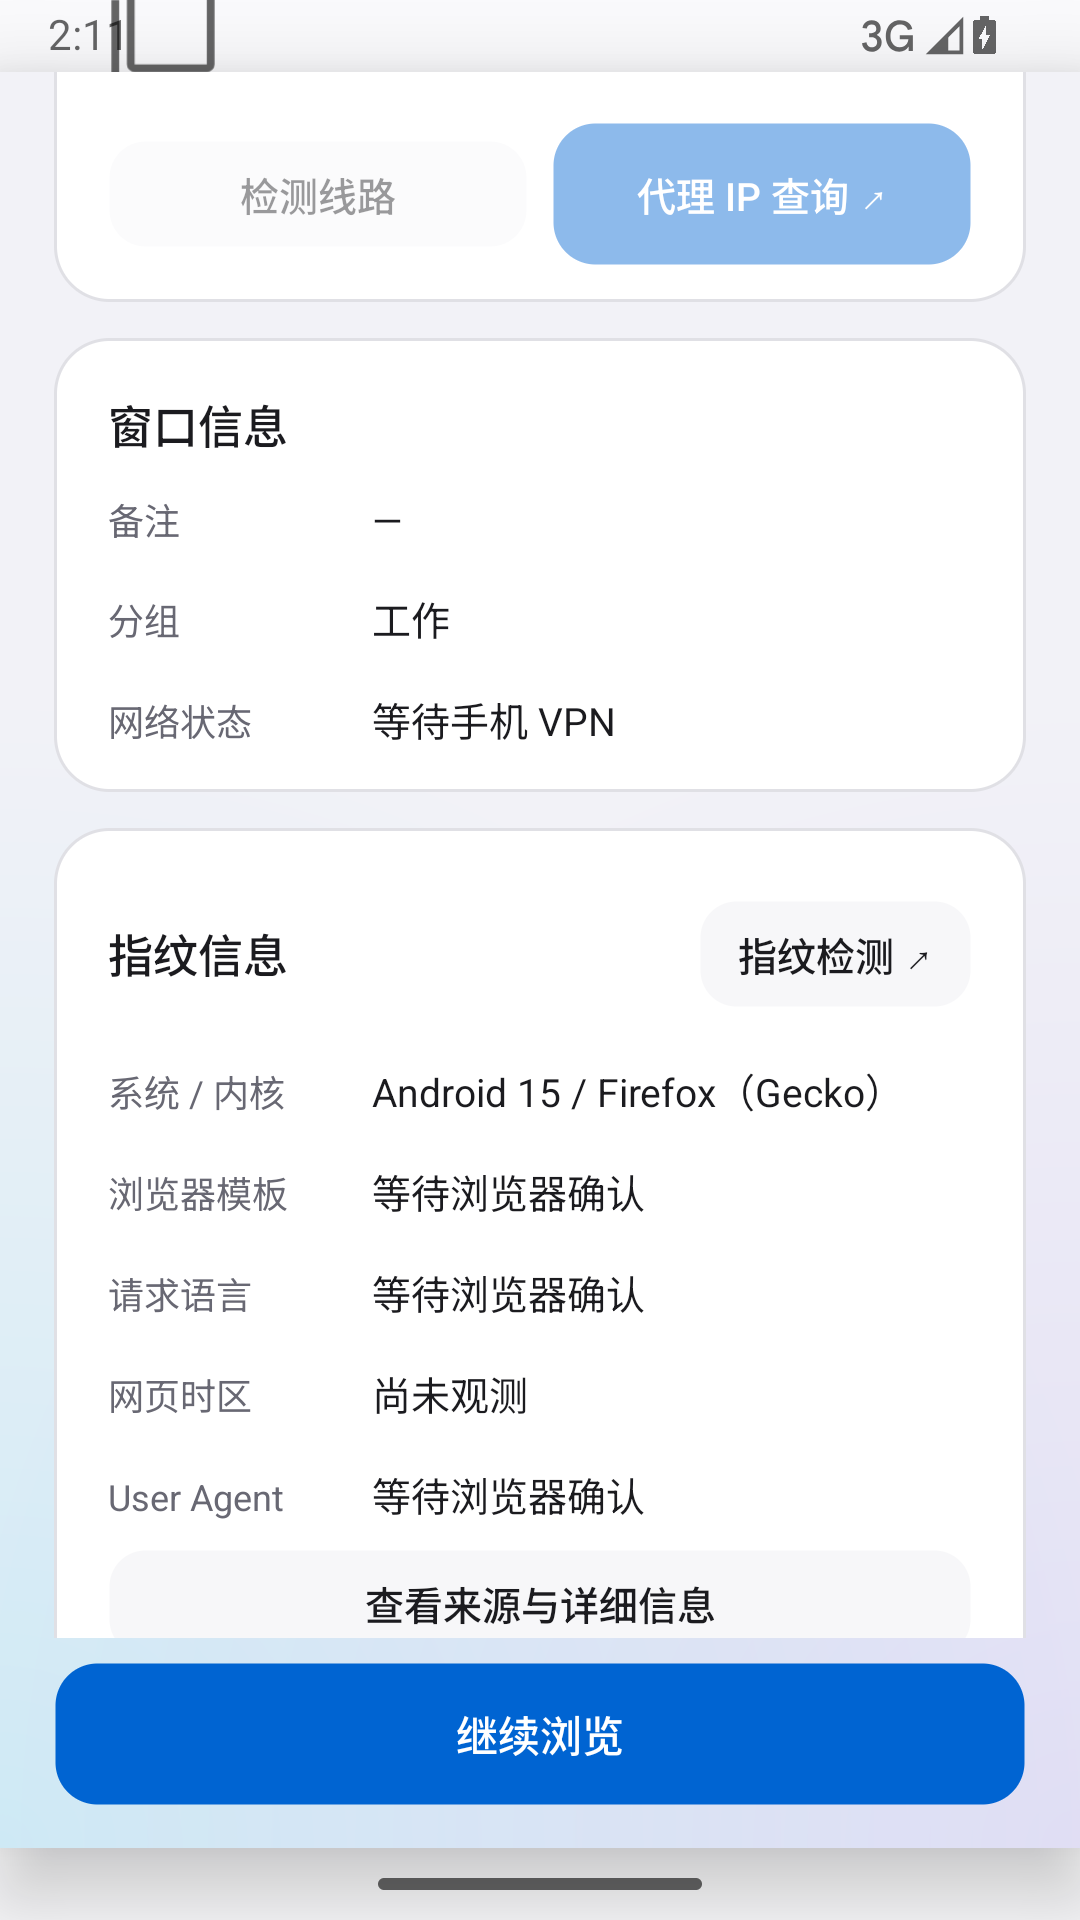 2:11
3G
检测线路
代理 IP 查询 ↗
窗口信息
备注 —
分组 工作
网络状态 等待手机 VPN
指纹信息
指纹检测 ↗
系统 / 内核 Android 15 / Firefox（Gecko）
浏览器模板 等待浏览器确认
请求语言 等待浏览器确认
网页时区 尚未观测
User Agent 等待浏览器确认
查看来源与详细信息
继续浏览